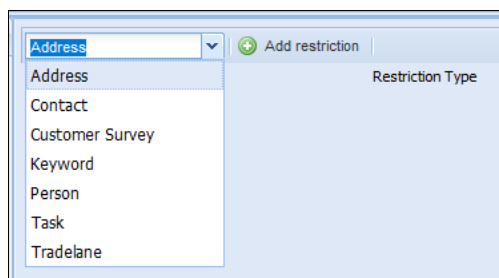 Address Add restriction
Address
Restriction Type
Contact
Customer Survey
Keyword
Person
Task
Tradelane